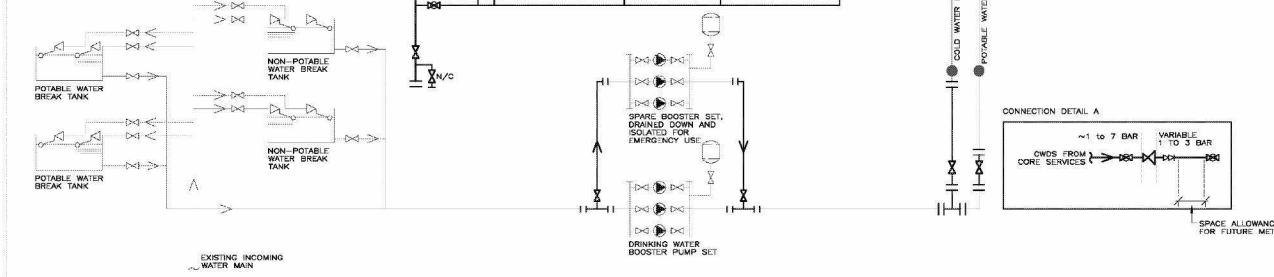 POTABLE WATER
BREAK TANK
POTABLE WATER
BREAK TANK
NON-POTABLE
WATER BREAK
TANK
NON-POTABLE
WATER BREAK
TANK
EXISTING INCOMING
WATER MAIN
N/C
SPARE BOOSTER SET,
DRAINED DOWN AND
ISOLATED FOR
EMERGENCY USE
DRINKING WATER
BOOSTER PUMP SET
COLD WATER
POTABLE WATE
CONNECTION DETAIL A
~1 to 7 BAR
VARIABLE
1 TO 3 BAR
CWDS FROM
CORE SERVICES
SPACE ALLOWANC
FOR FUTURE MET